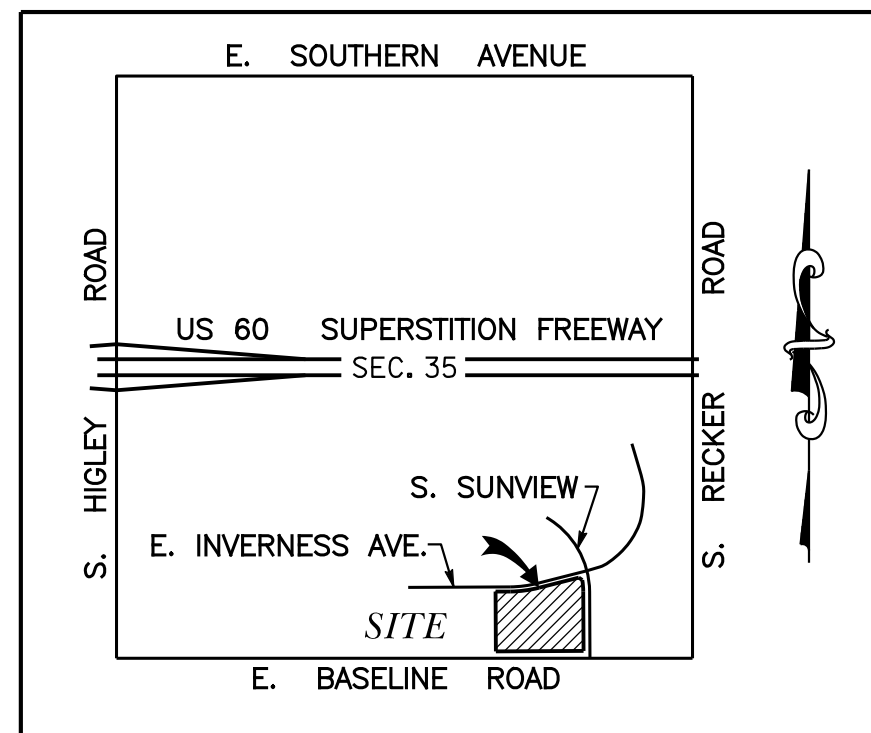 E. SOUTHERN AVENUE
S. HIGLEY ROAD
S. RECKER ROAD
US 60 SUPERSTITION FREEWAY
SEC. 35
S. SUNVIEW
E. INVERNESS AVE.
SITE
E. BASELINE ROAD